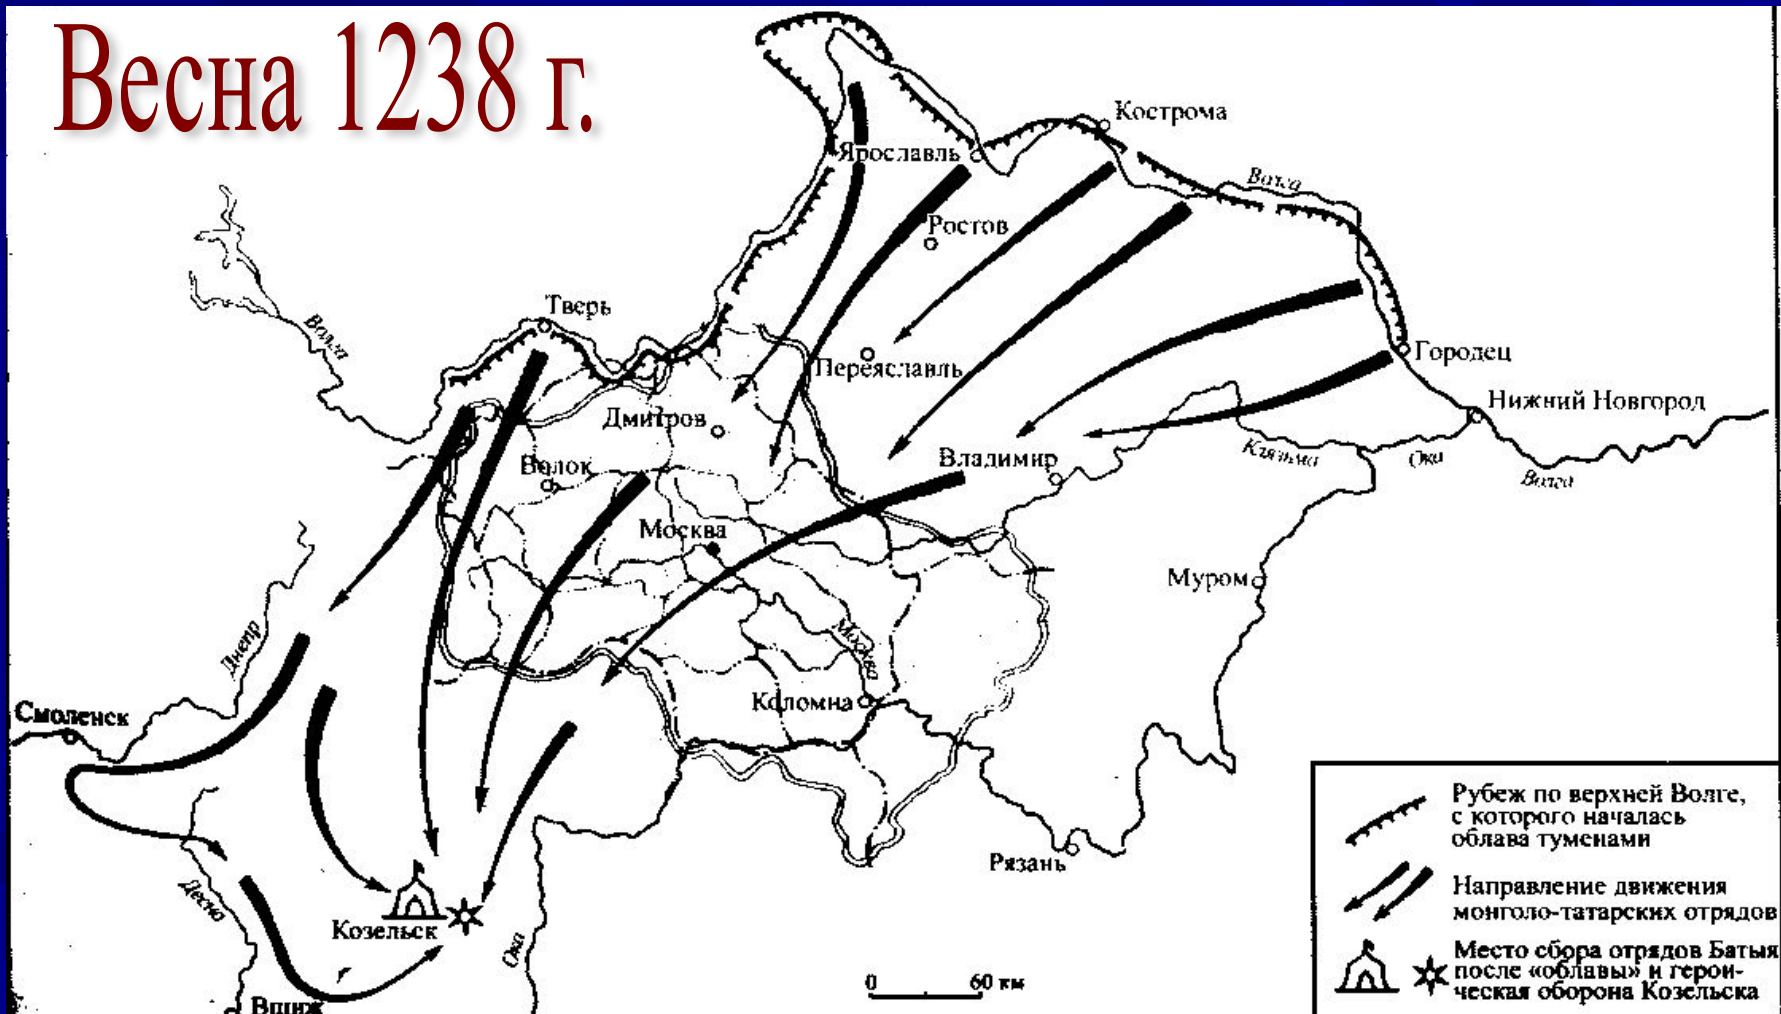 Весна 1238 г.
Кострома
Ярославль
Волга
Ростов
Тверь
Волга
Переяславль
Городец
Нижний Новгород
Дмитров
Волок
Владимир
Клязьма
Ока
Волга
Москва
Муром
Днепр
Москва
Коломна
Смоленск
Рязань
Десна
Козельск
Ока
Вщиж
0 60 км
Рубеж по верхней Волге,
с которого началась
облава туменами
Направление движения
монголо-татарских отрядов
Место сбора отрядов Батыя
после «облавы» и герои-
ческая оборона Козельска